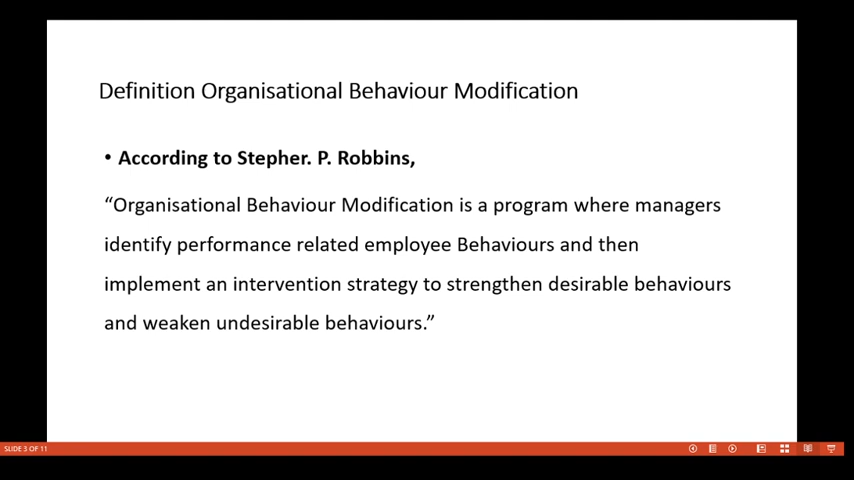 Definition Organisational Behaviour Modification
• According to Stepher. P. Robbins,
“Organisational Behaviour Modification is a program where managers
identify performance related employee Behaviours and then
implement an intervention strategy to strengthen desirable behaviours
and weaken undesirable behaviours.”
SLIDE 3 OF 11